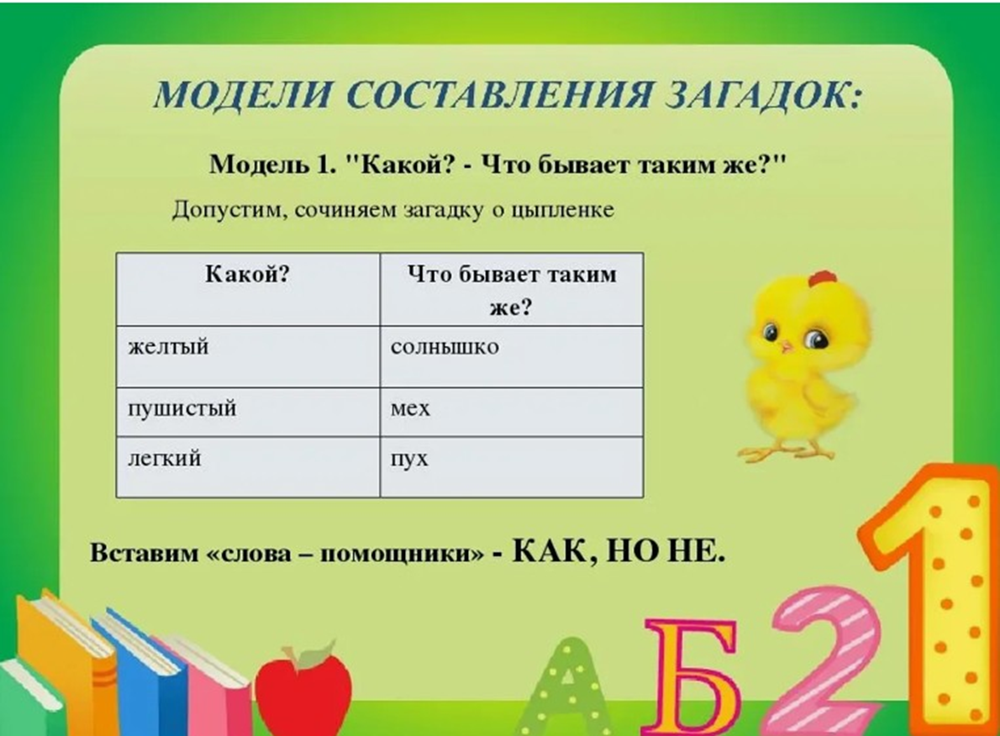 МОДЕЛИ СОСТАВЛЕНИЯ ЗАГАДОК:
Модель 1. "Какой? - Что бывает таким же?"
Допустим, сочиняем загадку о цыпленке
Какой?
Что бывает таким
же?
желтый
солнышко
пушистый
мех
легкий
пух
Вставим «слова – помощники» - КАК, НО НЕ.
А
Б
2
1